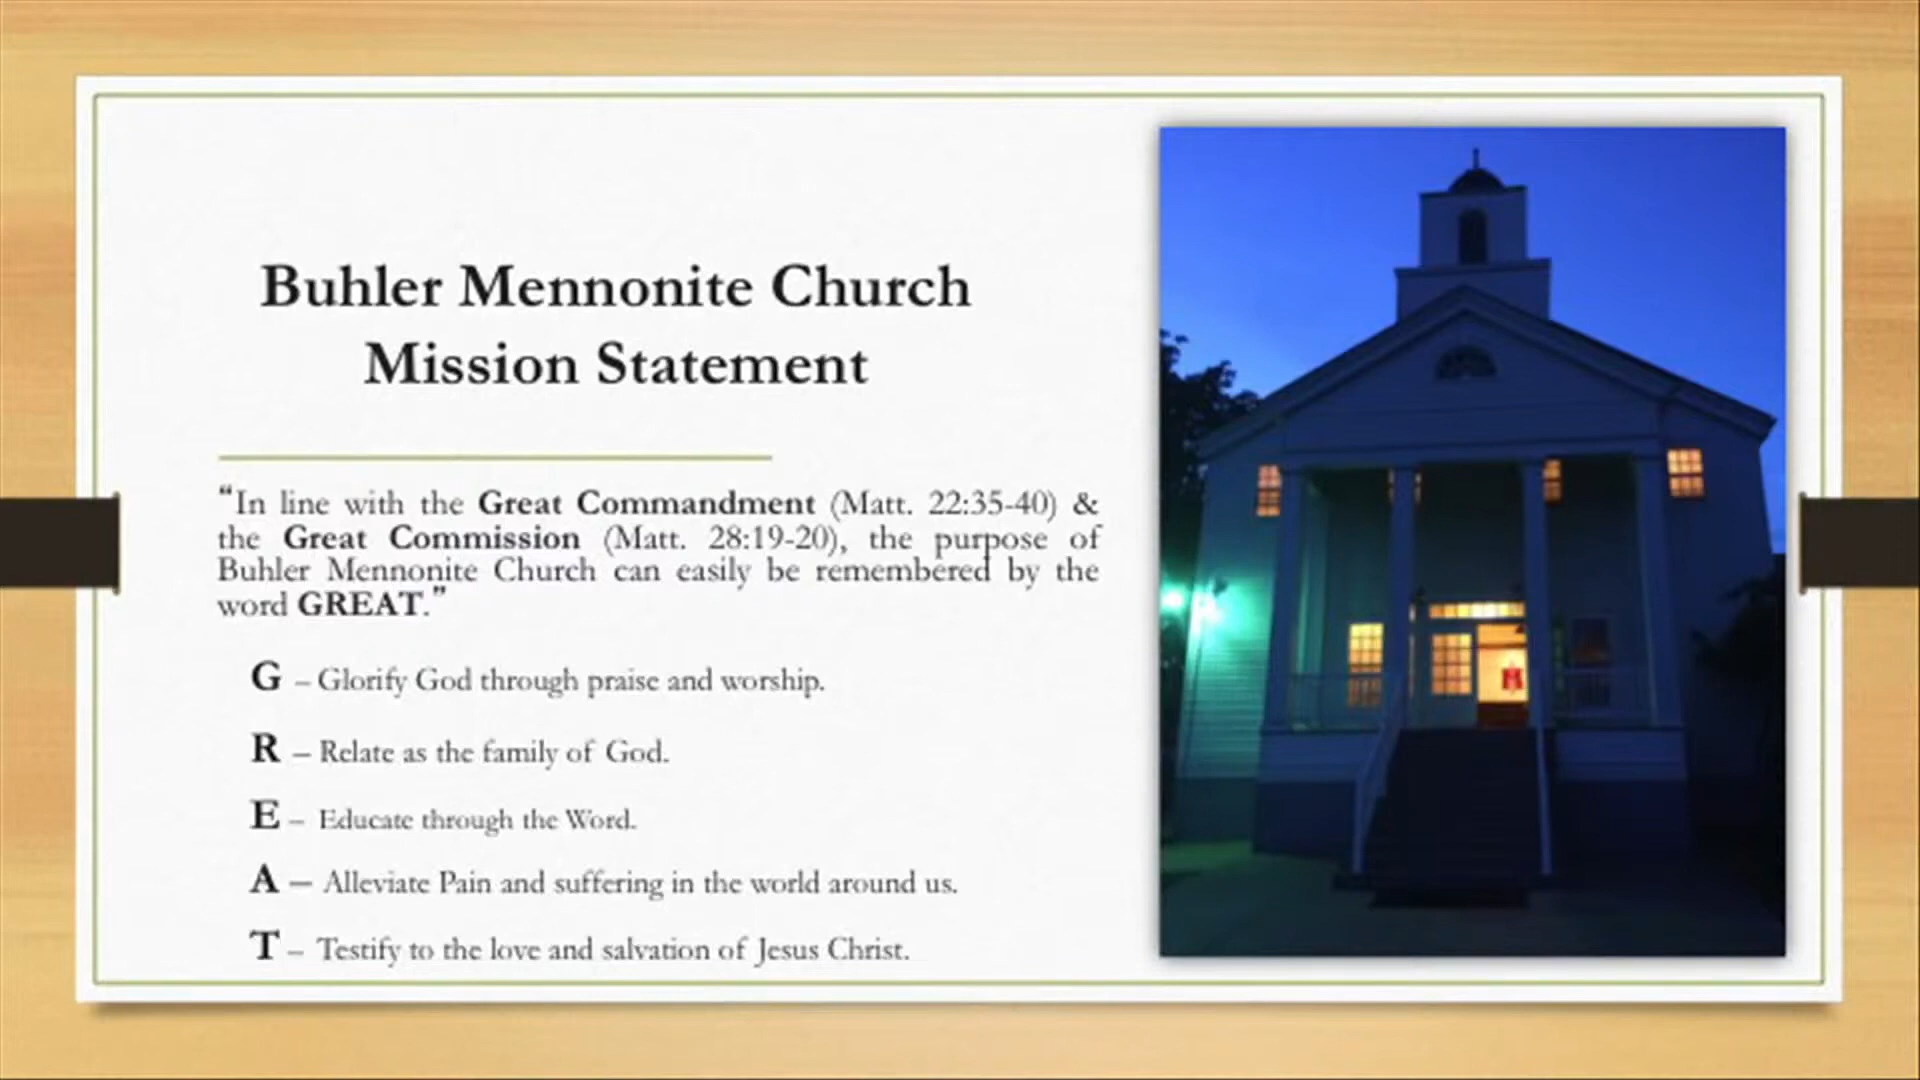 Buhler Mennonite Church
Mission Statement
“In line with the Great Commandment (Matt. 22:35-40) &
the Great Commission (Matt. 28:19-20), the purpose of
Buhler Mennonite Church can easily be remembered by the
word GREAT.”
G – Glorify God through praise and worship.
R – Relate as the family of God.
E – Educate through the Word.
A – Alleviate Pain and suffering in the world around us.
T – Testify to the love and salvation of Jesus Christ.